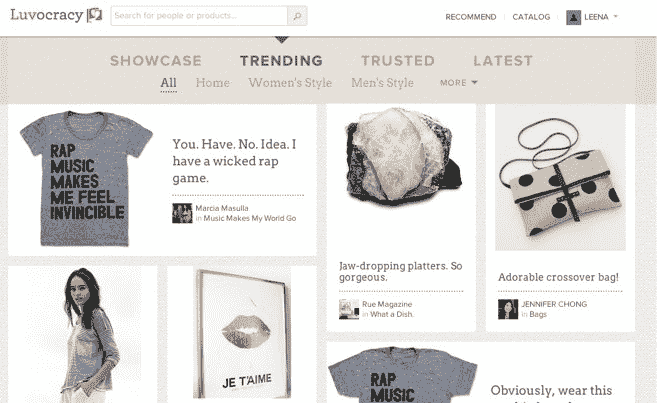 Luvocracy
Search for people or products...
RECOMMEND
CATALOG
LEENA
SHOWCASE
TRENDING
TRUSTED
LATEST
All
Home
Women's Style
Men's Style
MORE
RAP
MUSIC
MAKES
ME FEEL
INVINCIBLE
You. Have. No. Idea. I
have a wicked rap
game.
Marcia Masulla
in Music Makes My World Go
Jaw-dropping platters. So
gorgeous.
Rue Magazine
in What a Dish.
Adorable crossover bag!
JENNIFER CHONG
in Bags
JE T'AIME
RAP
MUSIC
Obviously, wear this